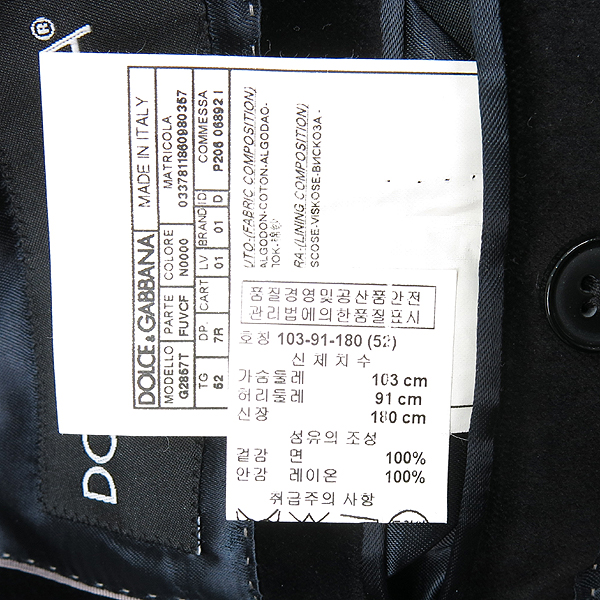 DOLCE & GABBANA MADE IN ITALY
MODELLO PARTE COLORE MATRICOLA
G2857T FUVCF N0000 0337811860980357
TG DP. CART LV BRAND ID COMMESSA
52 7R 01 01 D P206 068921
UTO:(FABRIC COMPOSITION)
ALGODON-COTON-ALGODAO-
RA:(LINING COMPOSITION)
SCOSE-VISKOSE-ВИСКОЗА-
품질경영및공산품안전
관리법에의한품질표시
호칭 103-91-180 (52)
신체치수
가슴둘레 103 cm
허리둘레 91 cm
신장 180 cm
섬유의 조성
겉감 면 100%
안감 레이온 100%
취급주의 사항
DO
A®